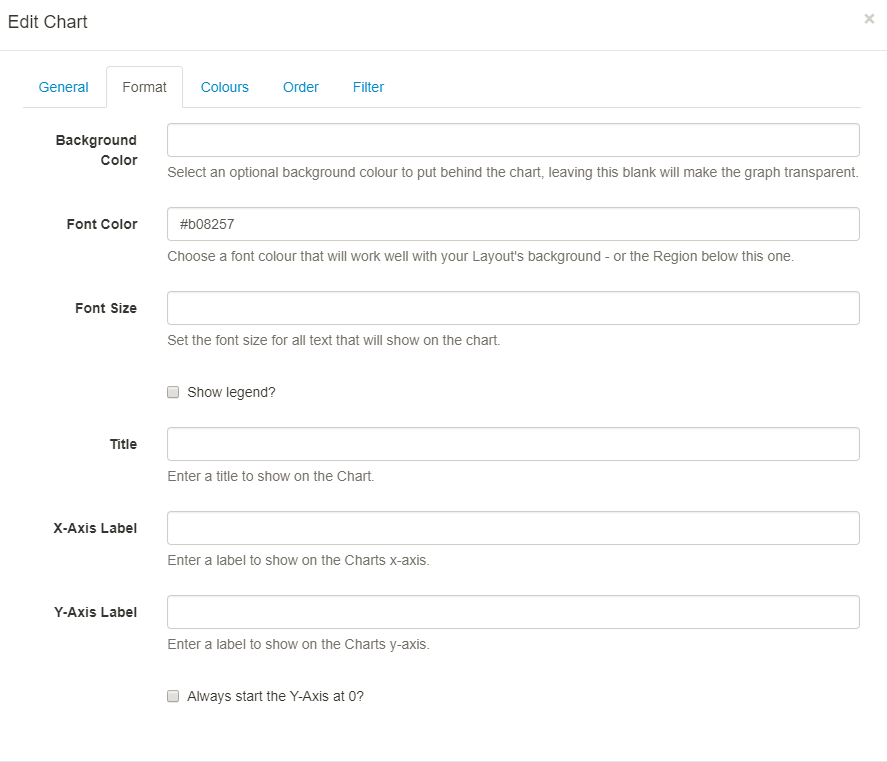 Edit Chart ×
General Format Colours Order Filter
Background
Color
Select an optional background colour to put behind the chart, leaving this blank will make the graph transparent.
Font Color #b08257
Choose a font colour that will work well with your Layout's background - or the Region below this one.
Font Size
Set the font size for all text that will show on the chart.
Show legend?
Title
Enter a title to show on the Chart.
X-Axis Label
Enter a label to show on the Charts x-axis.
Y-Axis Label
Enter a label to show on the Charts y-axis.
Always start the Y-Axis at 0?